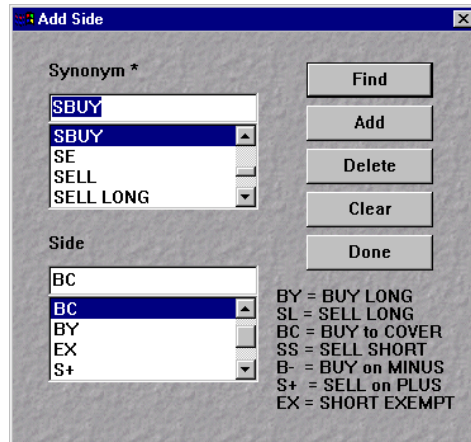 Add Side
Synonym *
SBUY
SBUY
SE
SELL
SELL LONG
Side
BC
BC
BY
EX
S+
Find
Add
Delete
Clear
Done
BY = BUY LONG
SL = SELL LONG
BC = BUY to COVER
SS = SELL SHORT
B- = BUY on MINUS
S+ = SELL on PLUS
EX = SHORT EXEMPT